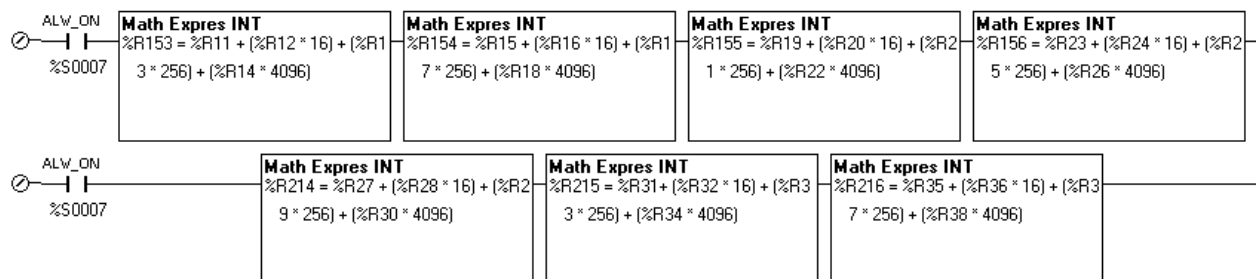 ALW_ON
%S0007
Math Expres INT
%R153 = %R11 + (%R12 * 16) + (%R1
3 * 256) + (%R14 * 4096)
Math Expres INT
%R154 = %R15 + (%R16 * 16) + (%R1
7 * 256) + (%R18 * 4096)
Math Expres INT
%R155 = %R19 + (%R20 * 16) + (%R2
1 * 256) + (%R22 * 4096)
Math Expres INT
%R156 = %R23 + (%R24 * 16) + (%R2
5 * 256) + (%R26 * 4096)
ALW_ON
%S0007
Math Expres INT
%R214 = %R27 + (%R28 * 16) + (%R2
9 * 256) + (%R30 * 4096)
Math Expres INT
%R215 = %R31+ (%R32 * 16) + (%R3
3 * 256) + (%R34 * 4096)
Math Expres INT
%R216 = %R35 + (%R36 * 16) + (%R3
7 * 256) + (%R38 * 4096)